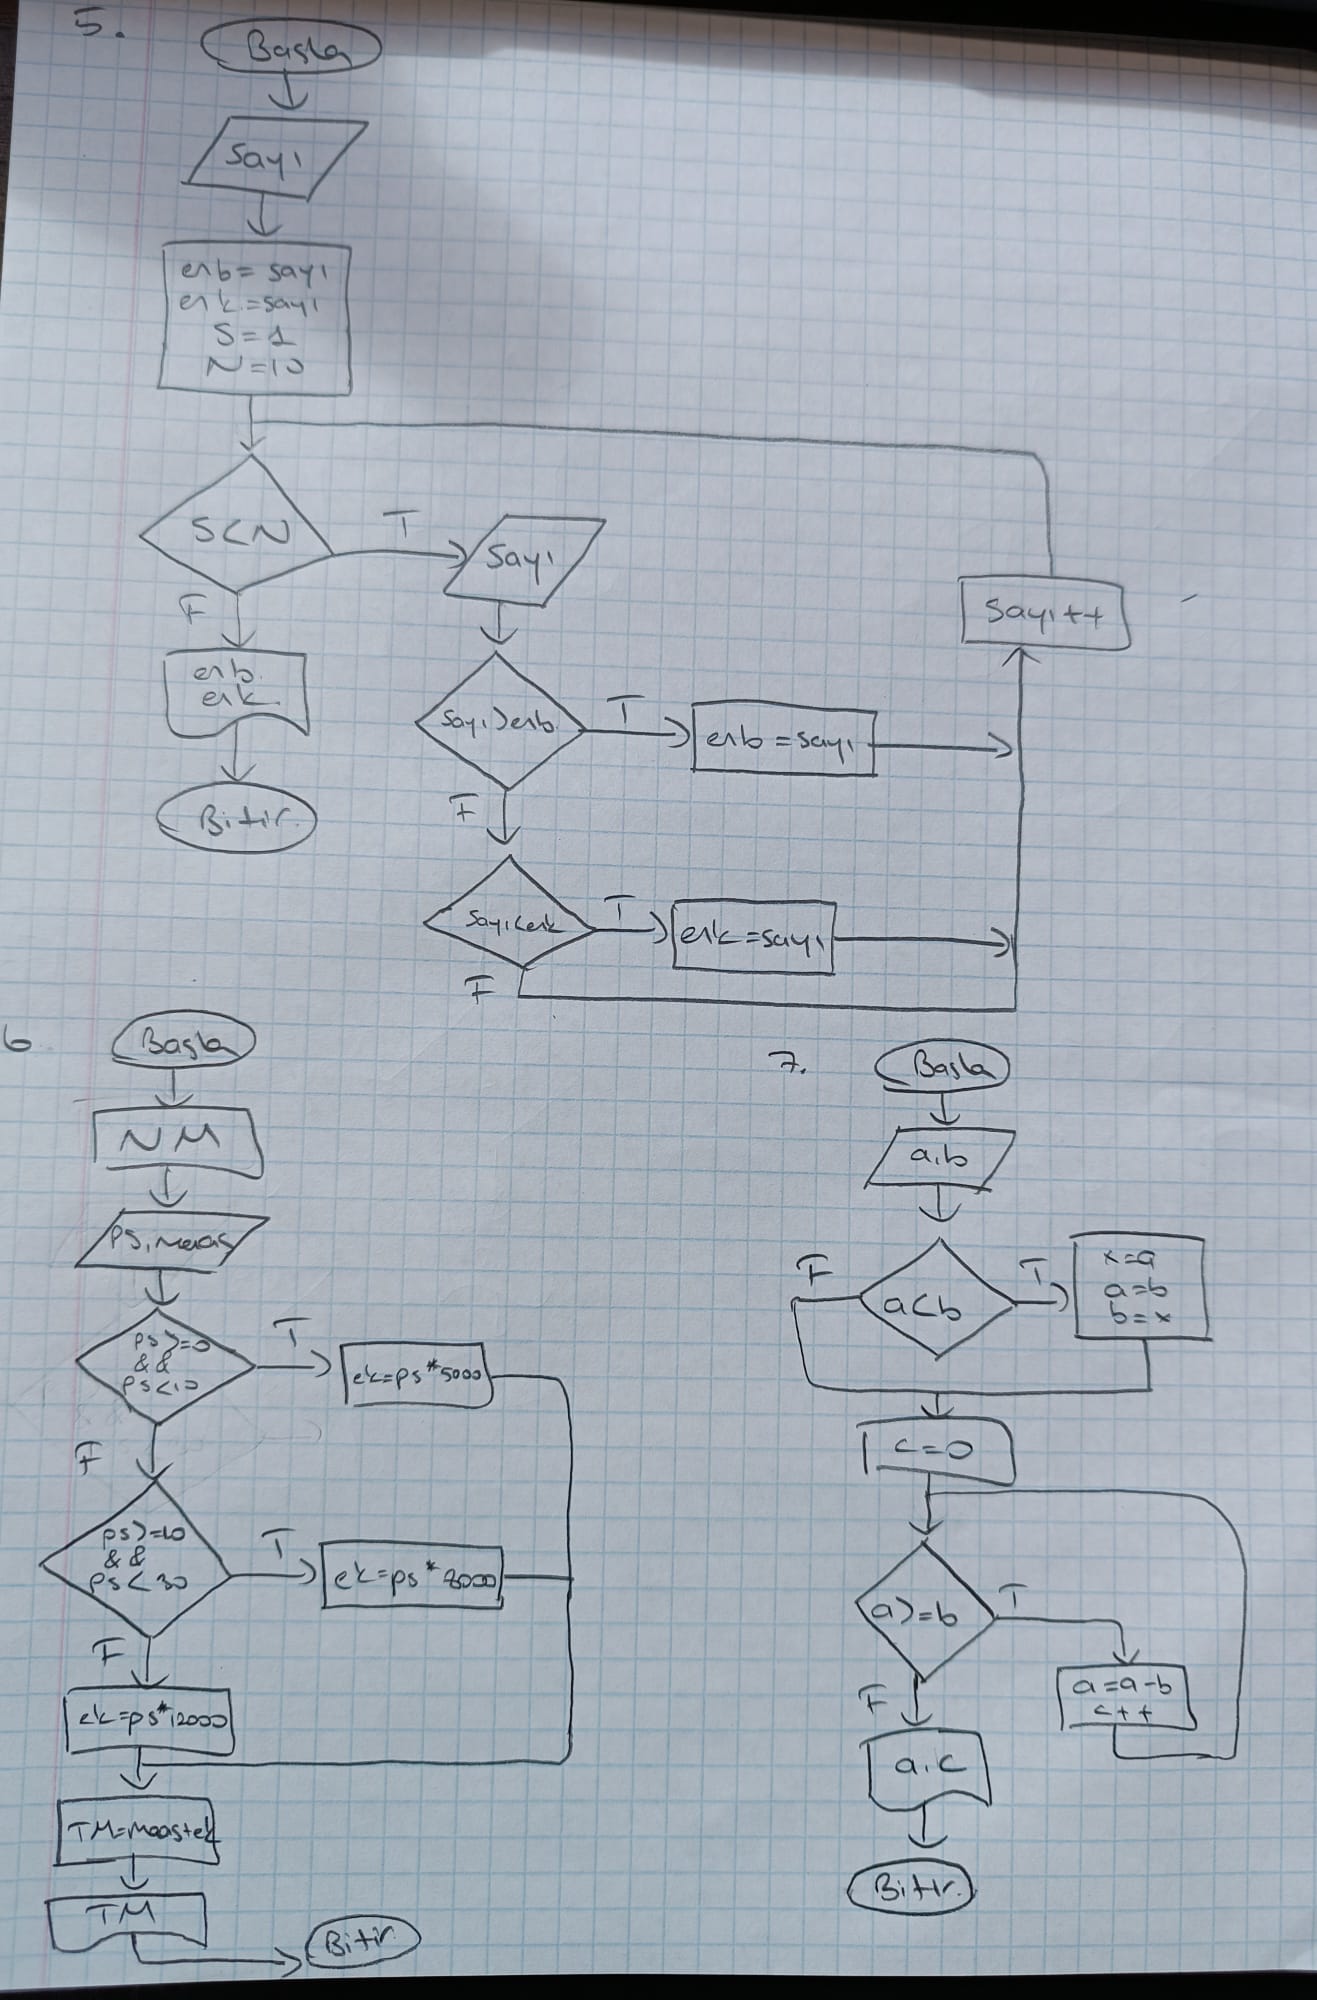 5.
Başla
Sayı
enb = sayı
enk = sayı
S = 1
N = 10
S<N
T
Sayı
F
enb
enk
Bitir
Sayı++
Sayı>enb
T
enb = sayı
F
Sayı<enk
T
enk = sayı
F
6
Başla
NM
PS, maas
ps>=0
&&
ps<10
T
ek=ps*5000
F
ps>=10
&&
ps<30
T
ek=ps*8000
F
ek=ps*12000
TM=maas+ek
TM
Bitir
7.
Başla
a,b
F
a<b
T
x=a
a=b
b=x
c=0
a>=b
T
a=a-b
c++
F
a,c
Bitir